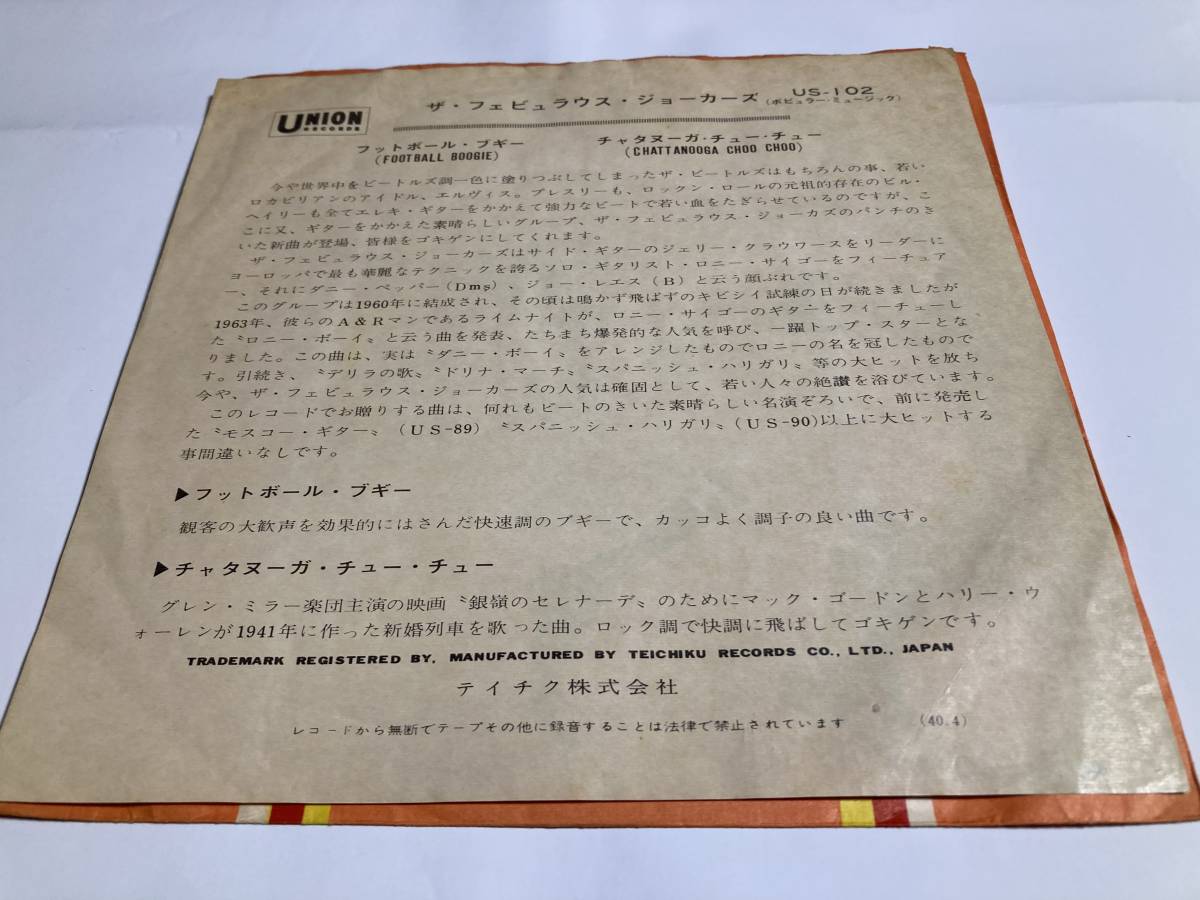 UNION
RECORDS
ザ・フェビュラウス・ジョーカーズ
US-102
(ポピュラー・ミュージック)
フットボール・ブギー
(FOOTBALL BOOGIE)
チャタヌーガ・チュー・チュー
(CHATTANOOGA CHOO CHOO)
今や世界中をビートルズ調一色に塗りつぶしてしまったザ・ビートルズはもちろんの事、若い
ロカビリアンのアイドル、エルヴィス。プレスリーも、ロックン・ロールの元祖的存在のビル・
ヘイリーも全てエレキ・ギターをかかえて強力なビートで若い血をたぎらせているのですが、こ
こに又、ギターをかかえた素晴らしいグループ、ザ・フェビュラウス・ジョーカズのパンチのき
いた新曲が登場、皆様をゴキゲンにしてくれます。
ザ・フェビュラウス・ジョーカーズはサイド・ギターのジェリー・クラウワースをリーダーに
ヨーロッパで最も華麗なテクニックを誇るソロ・ギタリスト・ロニー・サイゴーをフィーチュア
ー、それにダニー・ペッパー(Dms)、ジョー・レエス(B)と云う顔ぶれです。
このグループは1960年に結成され、その頃は鳴かず飛ばずのキビシイ試練の日が続きましたが
1963年、彼らのA&Rマンであるライムナイトが、ロニー・サイゴーのギターをフィーチューし
た〝ロニー・ボーイ〟と云う曲を発表、たちまち爆発的な人気を呼び、一躍トップ・スターとな
りました。この曲は、実は〝ダニー・ボーイ〟をアレンジしたものでロニーの名を冠したもので
す。引続き、〝デリラの歌〟〝ドリナ・マーチ〟〝スパニッシュ・ハリガリ〟等の大ヒットを放ち
今や、ザ・フェビュラウス・ジョーカーズの人気は確固として、若い人々の絶讃を浴びています。
このレコードでお贈りする曲は、何れもビートのきいた素晴らしい名演ぞろいで、前に発売し
た〝モスコー・ギター〟(US-89)〝スパニッシュ・ハリガリ〟(US-90)以上に大ヒットする
事間違いなしです。
▶フットボール・ブギー
観客の大歓声を効果的にはさんだ快速調のブギーで、カッコよく調子の良い曲です。
▶チャタヌーガ・チュー・チュー
グレン・ミラー楽団主演の映画〝銀嶺のセレナーデ〟のためにマック・ゴードンとハリー・ウ
ォーレンが1941年に作った新婚列車を歌った曲。ロック調で快調に飛ばしてゴキゲンです。
TRADEMARK REGISTERED BY, MANUFACTURED BY TEICHIKU RECORDS CO., LTD., JAPAN
テイチク株式会社
レコードから無断でテープその他に録音することは法律で禁止されています
(40.4)